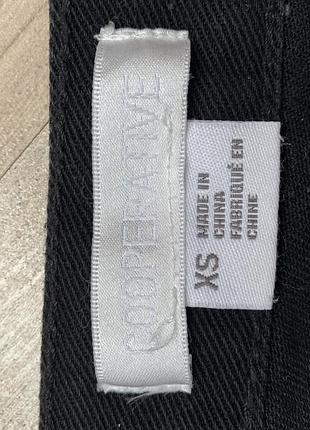 COOPERATIVE
XS
MADE IN
CHINA
FABRIQUÉ EN
CHINE